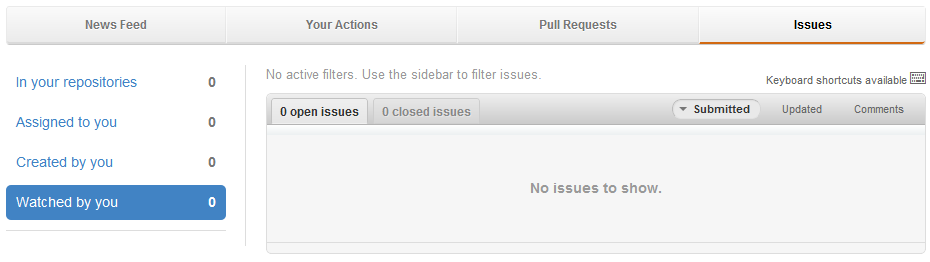 News Feed Your Actions Pull Requests Issues
In your repositories 0
Assigned to you 0
Created by you 0
Watched by you 0
No active filters. Use the sidebar to filter issues.
Keyboard shortcuts available
0 open issues 0 closed issues Submitted Updated Comments
No issues to show.